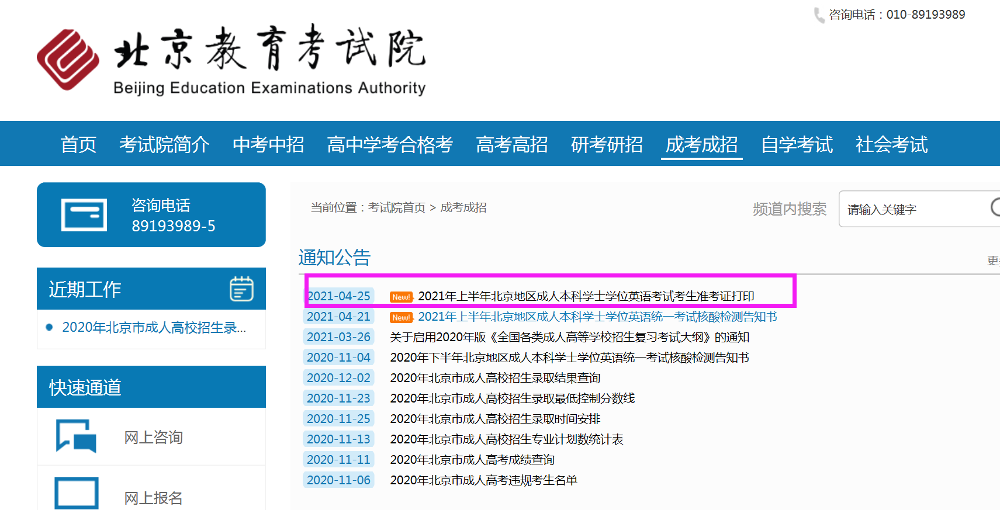 咨询电话：010-89193989
北京教育考试院
Beijing Education Examinations Authority
首页 考试院简介 中考中招 高中学考合格考 高考高招 研考研招 成考成招 自学考试 社会考试
咨询电话
89193989-5
近期工作
2020年北京市成人高校招生录...
快速通道
网上咨询
网上报名
当前位置：考试院首页 > 成考成招
频道内搜索 请输入关键字
通知公告
更
2021-04-25 New! 2021年上半年北京地区成人本科学士学位英语考试考生准考证打印
2021-04-21 New! 2021年上半年北京地区成人本科学士学位英语统一考试核酸检测告知书
2021-03-26 关于启用2020年版《全国各类成人高等学校招生复习考试大纲》的通知
2020-11-04 2020年下半年北京地区成人本科学士学位英语统一考试核酸检测告知书
2020-12-02 2020年北京市成人高校招生录取结果查询
2020-11-23 2020年北京市成人高校招生录取最低控制分数线
2020-11-25 2020年北京市成人高校招生录取时间安排
2020-11-13 2020年北京市成人高校招生专业计划数统计表
2020-11-11 2020年北京市成人高考成绩查询
2020-11-06 2020年北京市成人高考违规考生名单